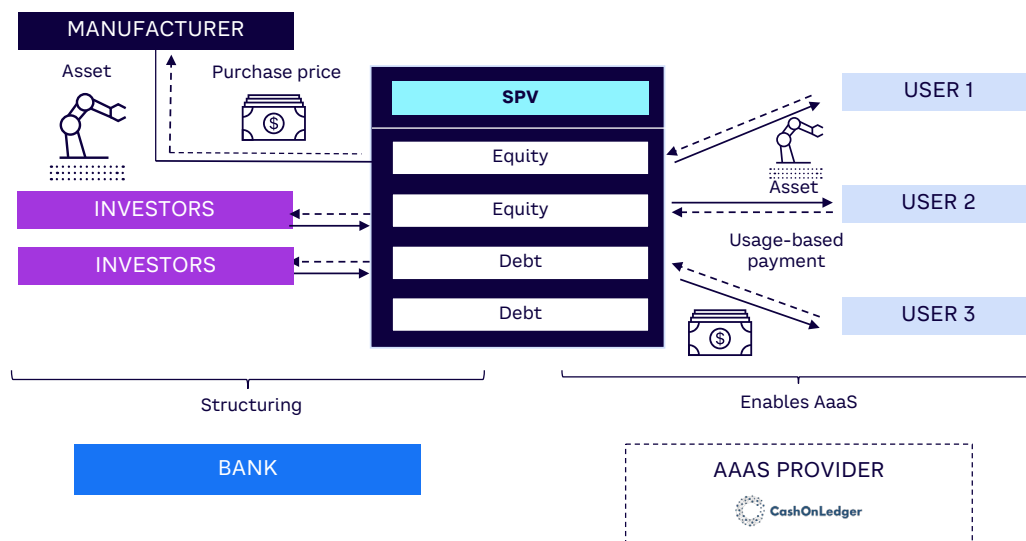 MANUFACTURER
Asset
Purchase price
$
INVESTORS
INVESTORS
SPV
Equity
Equity
Debt
Debt
USER 1
Asset
USER 2
Usage-based
payment
$
USER 3
Structuring
Enables AaaS
BANK
AAAS PROVIDER
CashOnLedger